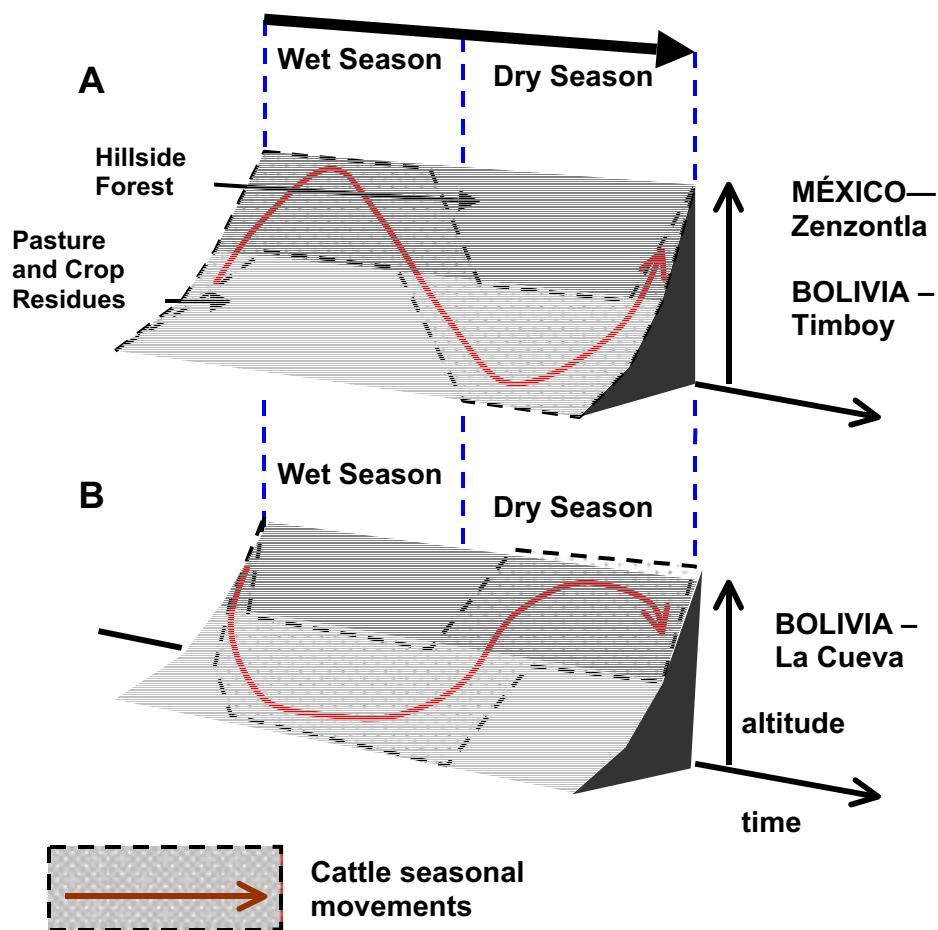 Wet Season
Dry Season
A
Hillside
Forest
Pasture
and Crop
Residues
MÉXICO—
Zenzontla
BOLIVIA –
Timboy
Wet Season
Dry Season
B
BOLIVIA –
La Cueva
altitude
time
Cattle seasonal
movements